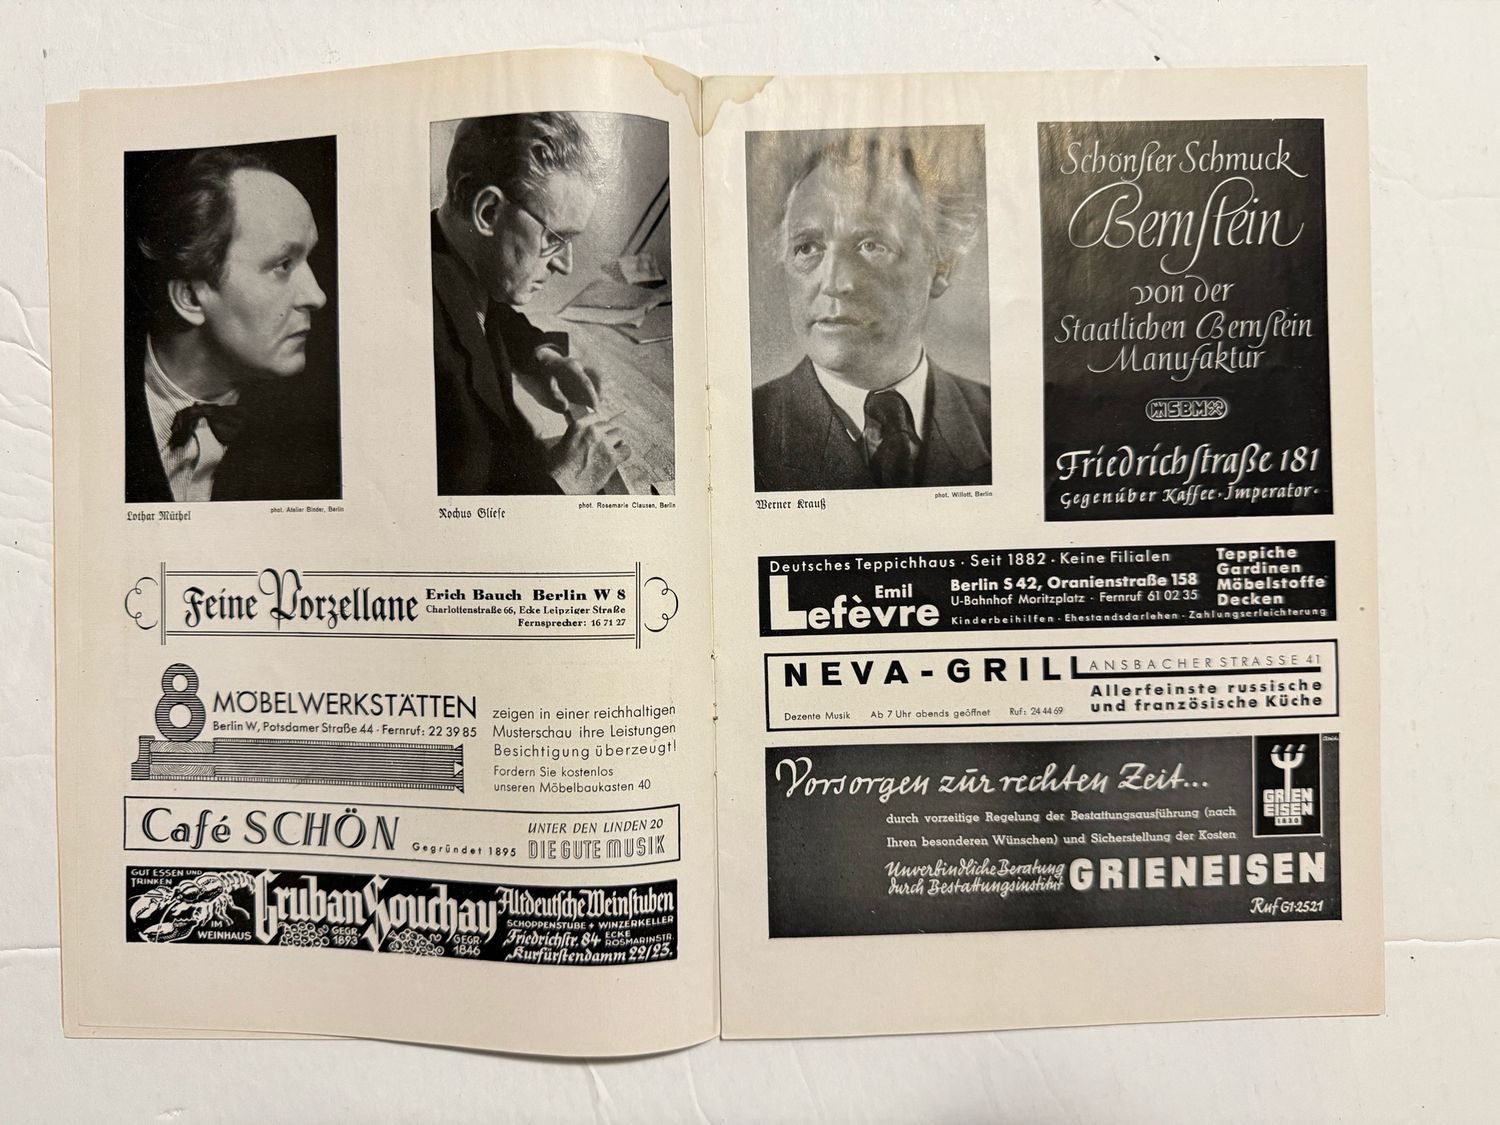 Lothar Müthel
phot. Atelier Binder, Berlin
Rochus Gliese
phot. Rosemarie Clausen, Berlin
Feine Porzellane
Erich Bauch Berlin W 8
Charlottenstraße 66, Ecke Leipziger Straße
Fernsprecher: 16 71 27
8 MÖBELWERKSTÄTTEN
Berlin W, Potsdamer Straße 44 · Fernruf: 22 39 85
zeigen in einer reichhaltigen
Musterschau ihre Leistungen
Besichtigung überzeugt!
Fordern Sie kostenlos
unseren Möbelbaukasten 40
Café SCHÖN
Gegründet 1895
UNTER DEN LINDEN 20
DIE GUTE MUSIK
GUT ESSEN UND
TRINKEN
IM
WEINHAUS
Gruban Souchay
GEGR.
1893
GEGR.
1846
Altdeutsche Weinstuben
SCHOPPENSTUBE + WINZERKELLER
Friedrichstr. 84 ECKE
ROSMARINSTR.
Kurfürstendamm 22/23.
Werner Krauß
phot. Willott, Berlin
Schönster Schmuck
Bernstein
von der
Staatlichen Bernstein
Manufaktur
SBM
Friedrichstraße 181
Gegenüber Kaffee · Imperator ·
Deutsches Teppichhaus · Seit 1882 · Keine Filialen
Emil
Lefèvre
Berlin S 42, Oranienstraße 158
U-Bahnhof Moritzplatz · Fernruf 61 02 35
Teppiche
Gardinen
Möbelstoffe
Decken
Kinderbeihilfen · Ehestandsdarlehen · Zahlungserleichterung
NEVA-GRILL
ANSBACHER STRASSE 41
Allerfeinste russische
und französische Küche
Dezente Musik Ab 7 Uhr abends geöffnet Ruf: 24 44 69
Vorsorgen zur rechten Zeit...
GRIEN
EISEN
1830
durch vorzeitige Regelung der Bestattungsausführung (nach
Ihren besonderen Wünschen) und Sicherstellung der Kosten
Unverbindliche Beratung
durch Bestattungsinstitut
GRIENEISEN
Ruf G1·2521